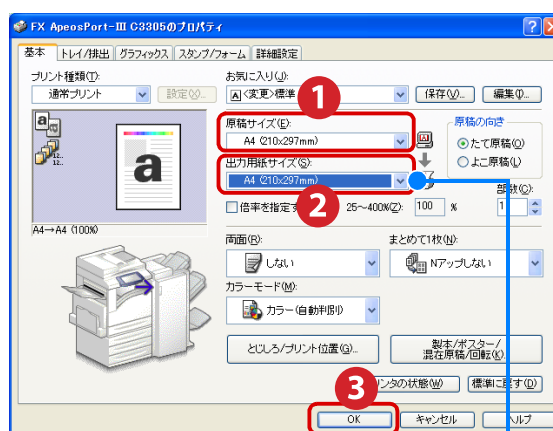 FX ApeosPort-III C3305のプロパティ
基本 トレイ/排出 グラフィックス スタンプ/フォーム 詳細設定
プリント種類(T):
通常プリント 設定(X)...
お気に入り(J):
A <変更>標準 保存(V)... 編集(I)...
1
原稿サイズ(E):
A4 (210×297mm)
原稿の向き
たて原稿(O)
よこ原稿(L)
出力用紙サイズ(S):
A4 (210×297mm)
2
倍率を指定す 25～400%(Z): 100 %
部数(C):
1
a
12..
12..
a
A4→A4 (100%)
両面(R):
しない
まとめて1枚(N):
Nアップしない
カラーモード(M):
カラー(自動判別)
とじしろ/プリント位置(G)...
製本/ポスター/
混在原稿/回転(K)...
3
ンタの状態(W) 標準に戻す(D)
OK キャンセル ヘルプ